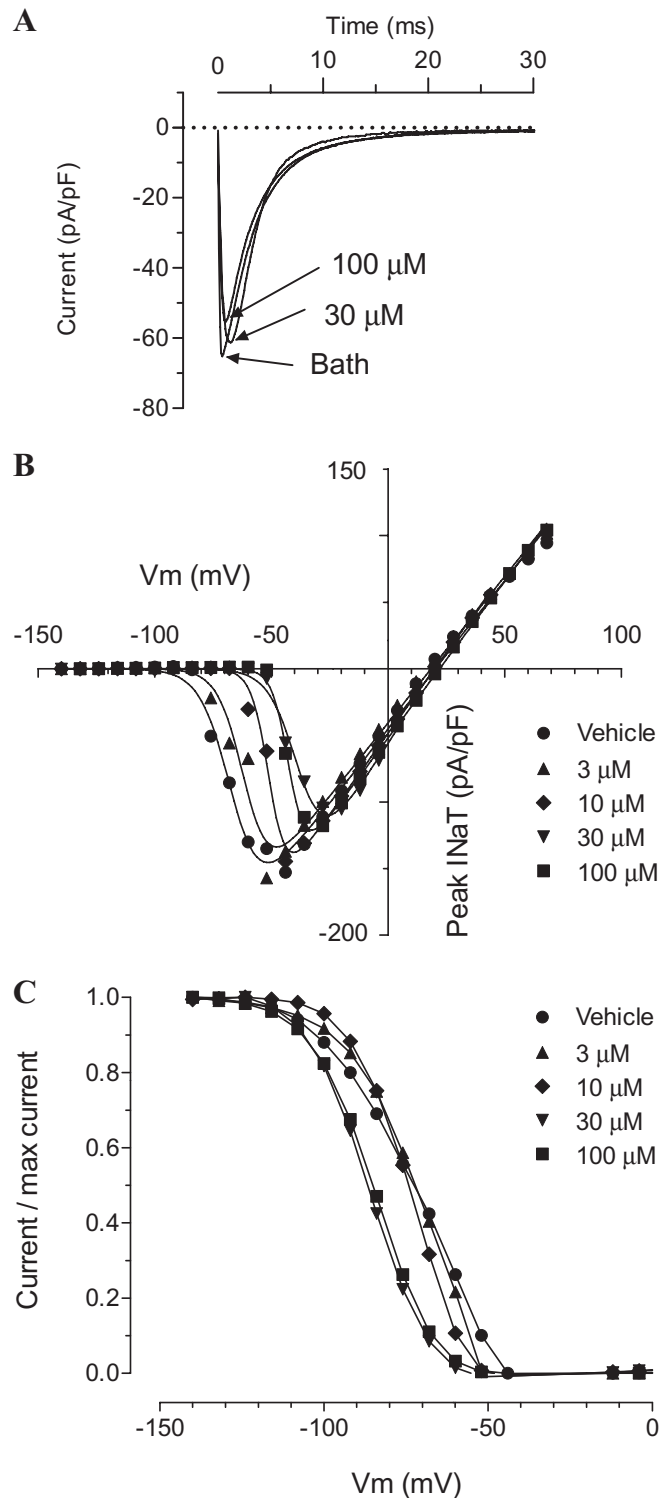 A
Time (ms)
0 10 20 30
0
-20
-40
-60
-80
Current (pA/pF)
100 μM
30 μM
Bath
B
150
Vm (mV)
-150 -100 -50 50 100
-200
Peak INaT (pA/pF)
Vehicle
3 μM
10 μM
30 μM
100 μM
C
1.0
0.8
0.6
0.4
0.2
0.0
Current / max current
Vehicle
3 μM
10 μM
30 μM
100 μM
-150 -100 -50 0
Vm (mV)